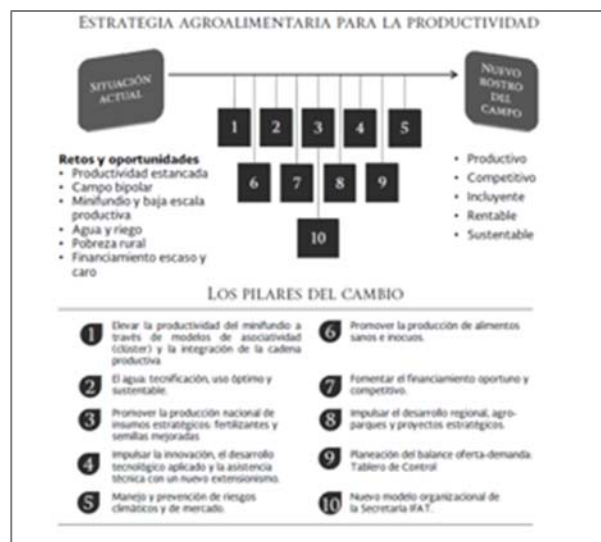 ESTRATEGIA AGROALIMENTARIA PARA LA PRODUCTIVIDAD
SITUACIÓN
ACTUAL
NUEVO
ROSTRO
DEL
CAMPO
1 2 3 4 5
6 7 8 9
10
Retos y oportunidades
• Productividad estancada
• Campo bipolar
• Minifundio y baja escala
productiva
• Agua y riego
• Pobreza rural
• Financiamiento escaso y
caro
• Productivo
• Competitivo
• Incluyente
• Rentable
• Sustentable
LOS PILARES DEL CAMBIO
1 Elevar la productividad del minifundio a
través de modelos de asociatividad
(clúster) y la integración de la cadena
productiva.
2 El agua: tecnificación, uso óptimo y
sustentable.
3 Promover la producción nacional de
insumos estratégicos: fertilizantes y
semillas mejoradas
4 Impulsar la innovación, el desarrollo
tecnológico aplicado y la asistencia
técnica con un nuevo extensionismo.
5 Manejo y prevención de riesgos
climáticos y de mercado.
6 Promover la producción de alimentos
sanos e inocuos.
7 Fomentar el financiamiento oportuno y
competitivo.
8 Impulsar el desarrollo regional, agro-
parques y proyectos estratégicos.
9 Planeación del balance oferta-demanda.
Tablero de Control
10 Nuevo modelo organizacional de
la Secretaría IFAT.